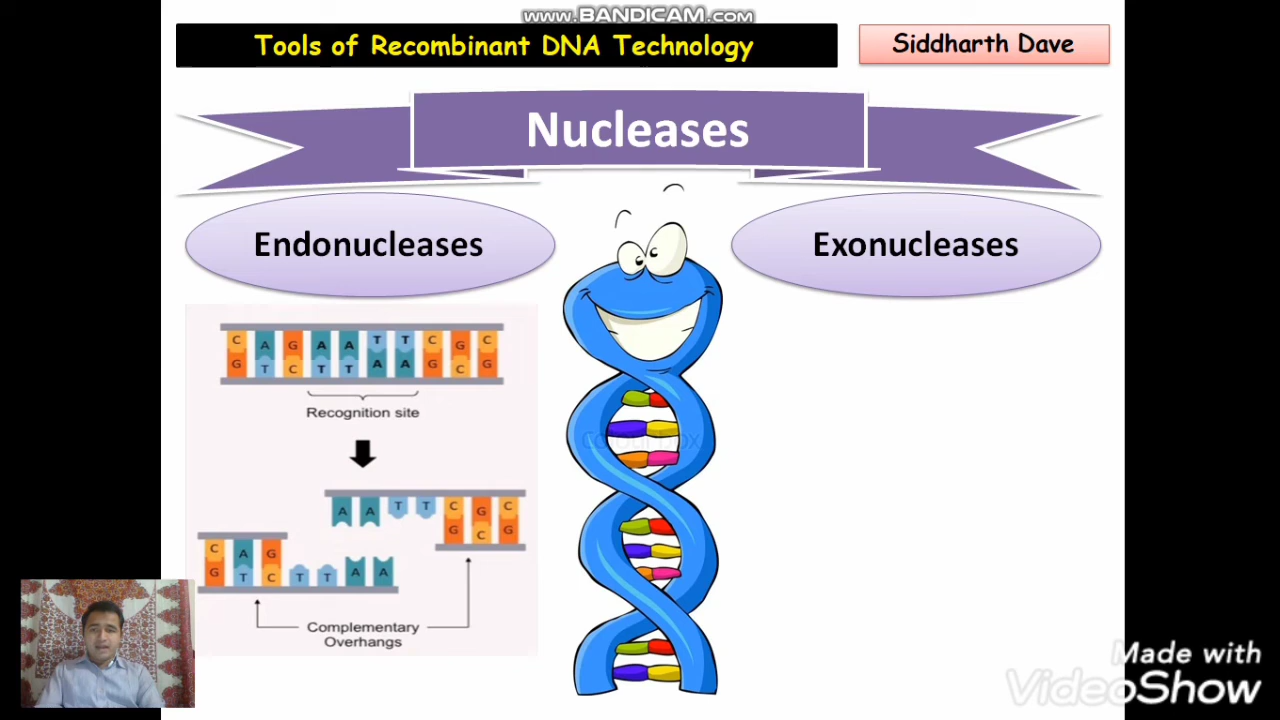 www.BANDICAM.com
Tools of Recombinant DNA Technology
Siddharth Dave
Nucleases
Endonucleases
Exonucleases
C A G A A T T C G C
G T C T T A A G C G
Recognition site
A A T T C G C
G C G
C A G
G T C T T A A
Complementary
Overhangs
Made with
VideoShow